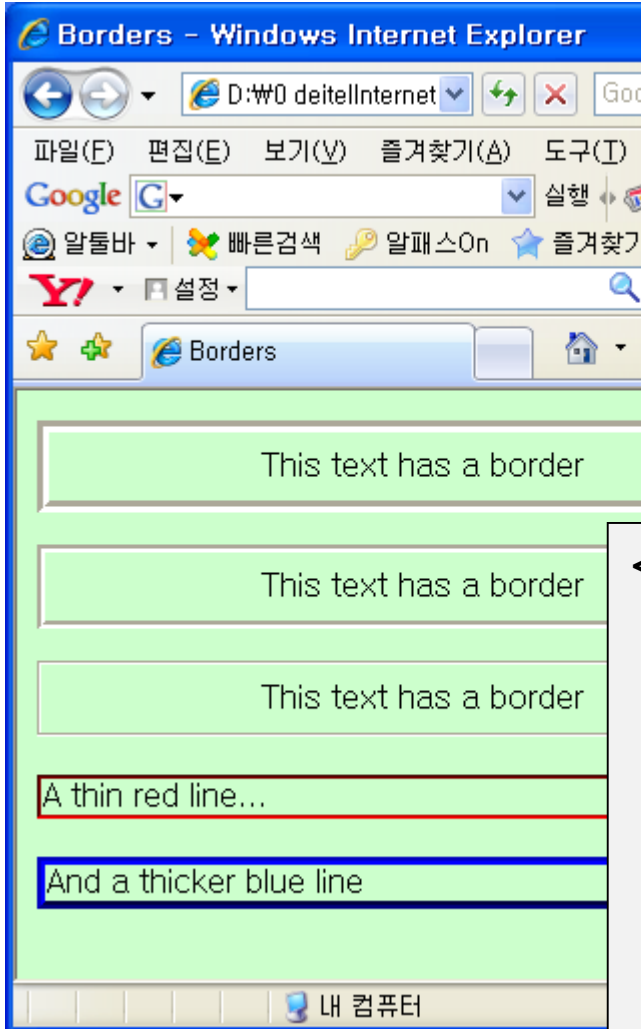 Borders - Windows Internet Explorer
D:₩0 deitelInternet Goo
파일(F) 편집(E) 보기(V) 즐겨찾기(A) 도구(T)
Google G 실행
알툴바 빠른검색 알패스On 즐겨찾기
Y! 설정
Borders
This text has a border
This text has a border
This text has a border
A thin red line...
And a thicker blue line
<
내 컴퓨터